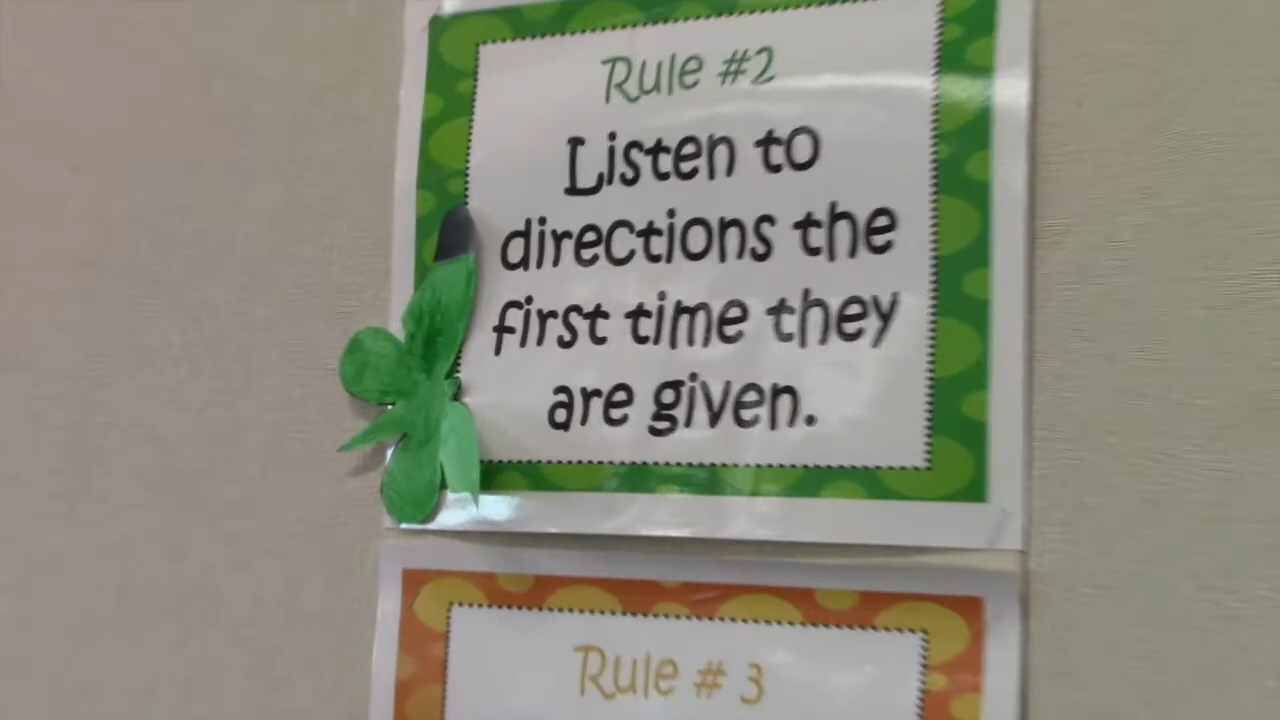 Rule #2
Listen to
directions the
first time they
are given.
Rule # 3